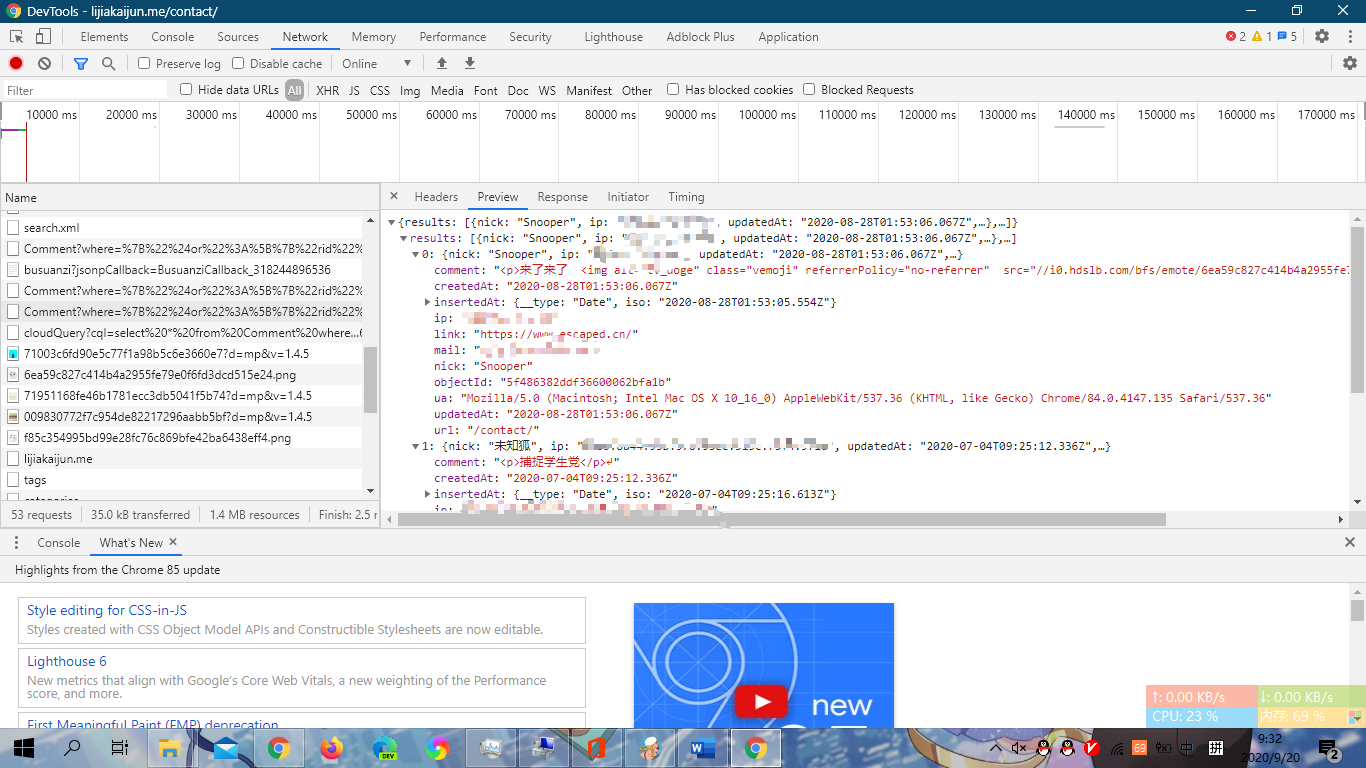 DevTools - lijiakaijun.me/contact/
Elements Console Sources Network Memory Performance Security Lighthouse Adblock Plus Application 2 1 5
Preserve log Disable cache Online
Filter Hide data URLs All XHR JS CSS Img Media Font Doc WS Manifest Other Has blocked cookies Blocked Requests
10000 ms 20000 ms 30000 ms 40000 ms 50000 ms 60000 ms 70000 ms 80000 ms 90000 ms 100000 ms 110000 ms 120000 ms 130000 ms 140000 ms 150000 ms 160000 ms 170000 ms
Name
search.xml
Comment?where=%7B%22%24or%22%3A%5B%7B%22rid%22%
busuanzi?jsonpCallback=BusuanziCallback_318244896536
Comment?where=%7B%22%24or%22%3A%5B%7B%22rid%22%
Comment?where=%7B%22%24or%22%3A%5B%7B%22rid%22%
cloudQuery?cql=select%20*%20from%20Comment%20where...6
71003c6fd90e5c77f1a98b5c6e3660e7?d=mp&v=1.4.5
6ea59c827c414b4a2955fe79e0f6fd3dcd515e24.png
71951168fe46b1781ecc3db5041f5b74?d=mp&v=1.4.5
009830772f7c954de82217296aabb5bf?d=mp&v=1.4.5
f85c354995bd99e28fc76c869bfe42ba6438eff4.png
lijiakaijun.me
tags
categories
53 requests 35.0 kB transferred 1.4 MB resources Finish: 2.5 r
Headers Preview Response Initiator Timing
{results: [{nick: "Snooper", ip: , updatedAt: "2020-08-28T01:53:06.067Z",…},…]}
results: [{nick: "Snooper", ip: , updatedAt: "2020-08-28T01:53:06.067Z",…},…]
0: {nick: "Snooper", ip: updatedAt: "2020-08-28T01:53:06.067Z",…}
comment: "<p>来了来了 <img class="vemoji" referrerPolicy="no-referrer" src="//i0.hdslb.com/bfs/emote/6ea59c827c414b4a2955fe7
createdAt: "2020-08-28T01:53:06.067Z"
insertedAt: {__type: "Date", iso: "2020-08-28T01:53:05.554Z"}
ip:
link: "https://www.escaped.cn/"
mail: "
nick: "Snooper"
objectId: "5f486382ddf36600062bfa1b"
ua: "Mozilla/5.0 (Macintosh; Intel Mac OS X 10_16_0) AppleWebKit/537.36 (KHTML, like Gecko) Chrome/84.0.4147.135 Safari/537.36"
updatedAt: "2020-08-28T01:53:06.067Z"
url: "/contact/"
1: {nick: "未知狐", ip: , updatedAt: "2020-07-04T09:25:12.336Z",…}
comment: "<p>捕捉学生党</p>↵"
createdAt: "2020-07-04T09:25:12.336Z"
insertedAt: {__type: "Date", iso: "2020-07-04T09:25:16.613Z"}
ip:
Console What's New
Highlights from the Chrome 85 update
Style editing for CSS-in-JS
Styles created with CSS Object Model APIs and Constructible Stylesheets are now editable.
Lighthouse 6
New metrics that align with Google's Core Web Vitals, a new weighting of the Performance
score, and more.
First Meaningful Paint (FMP) deprecation
new
↑: 0.00 KB/s ↓: 0.00 KB/s
CPU: 23 % 内存: 69 %
DEV
69 中 拼
9:32
2020/9/20
2